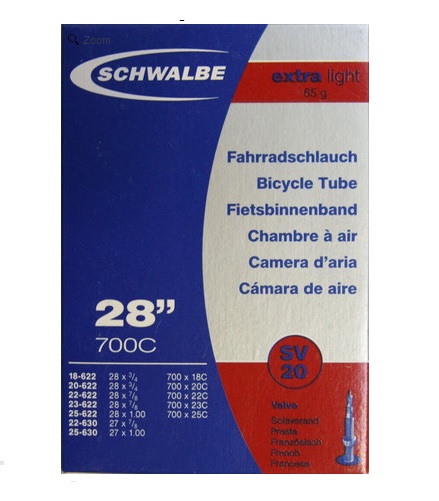 Zoom
SCHWALBE
extra light
65 g
Fahrradschlauch
Bicycle Tube
Fietsbinnenband
Chambre à air
Camera d'aria
Cámara de aire
28"
700C
SV
20
18-622 28 x 3/4 700 x 18C
20-622 28 x 3/4 700 x 20C
22-622 28 x 7/8 700 x 22C
23-622 28 x 7/8 700 x 23C
25-622 28 x 1.00 700 x 25C
22-630 27 x 7/8
25-630 27 x 1.00
Valve
Sclaverand
Presta
Französisch
French
Francese